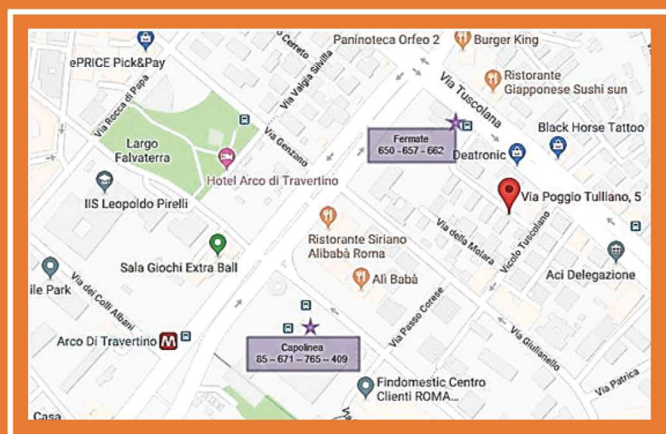 Paninoteca Orfeo 2
Burger King
ePRICE Pick&Pay
Via Cerreto
Via Valgia Silvilla
Via Rocca di Papa
Via Tuscolana
Ristorante
Giapponese Sushi sun
Largo
Falvaterra
Via Genzano
Fermate
650 - 657 - 662
Black Horse Tattoo
Deatronic
Hotel Arco di Travertino
IIS Leopoldo Pirelli
Via Poggio Tulliano, 5
Ristorante Siriano
Alibabà Roma
Via della Molara
Vicolo Tuscolano
Sala Giochi Extra Ball
Aci Delegazione
ile Park
Alì Babà
Via dei Colli Albani
Via Passo Corese
Arco Di Travertino
M
Capolinea
85 – 671 – 765 – 409
Via Giulianello
Findomestic Centro
Clienti ROMA...
Via Patrica
Casa